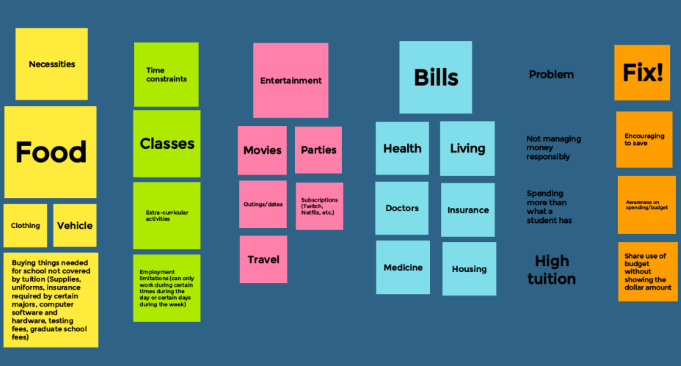 Necessities
Food
Clothing
Vehicle
Buying things needed
for school not covered
by tuition (Supplies,
uniforms, insurance
required by certain
majors, computer
software and
hardware, testing
fees, graduate school
fees)
Time
constraints
Classes
Extra-curricular
activities
Employment
limitations (can only
work during certain
times during the
day or certain days
during the week)
Entertainment
Movies
Parties
Outings/dates
Subscriptions
(Twitch,
Netflix, etc.)
Travel
Bills
Health
Living
Doctors
Insurance
Medicine
Housing
Problem
Not managing
money
responsibly
Spending
more than
what a
student has
High
tuition
Fix!
Encouraging
to save
Awareness on
spending/budget
Share use of
budget
without
showing the
dollar amount